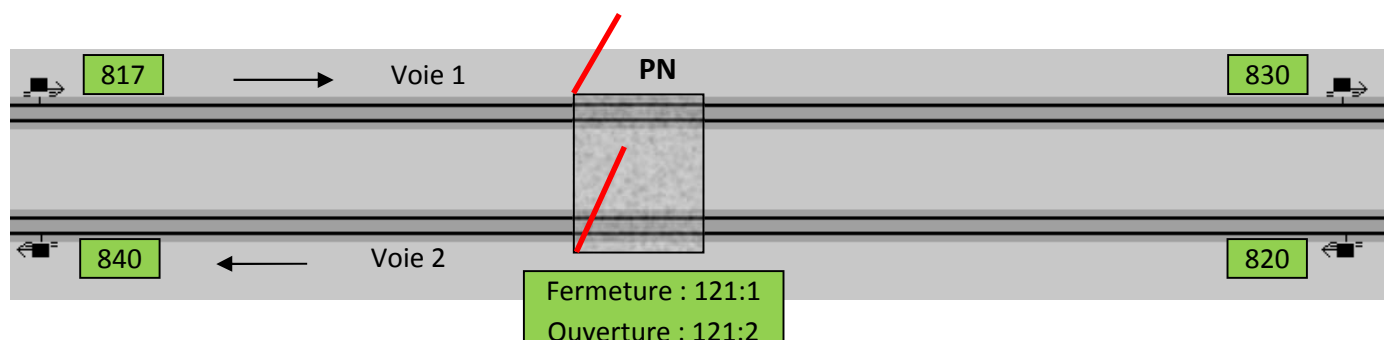 817
Voie 1
PN
830
840
Voie 2
820
Fermeture : 121:1
Ouverture : 121:2